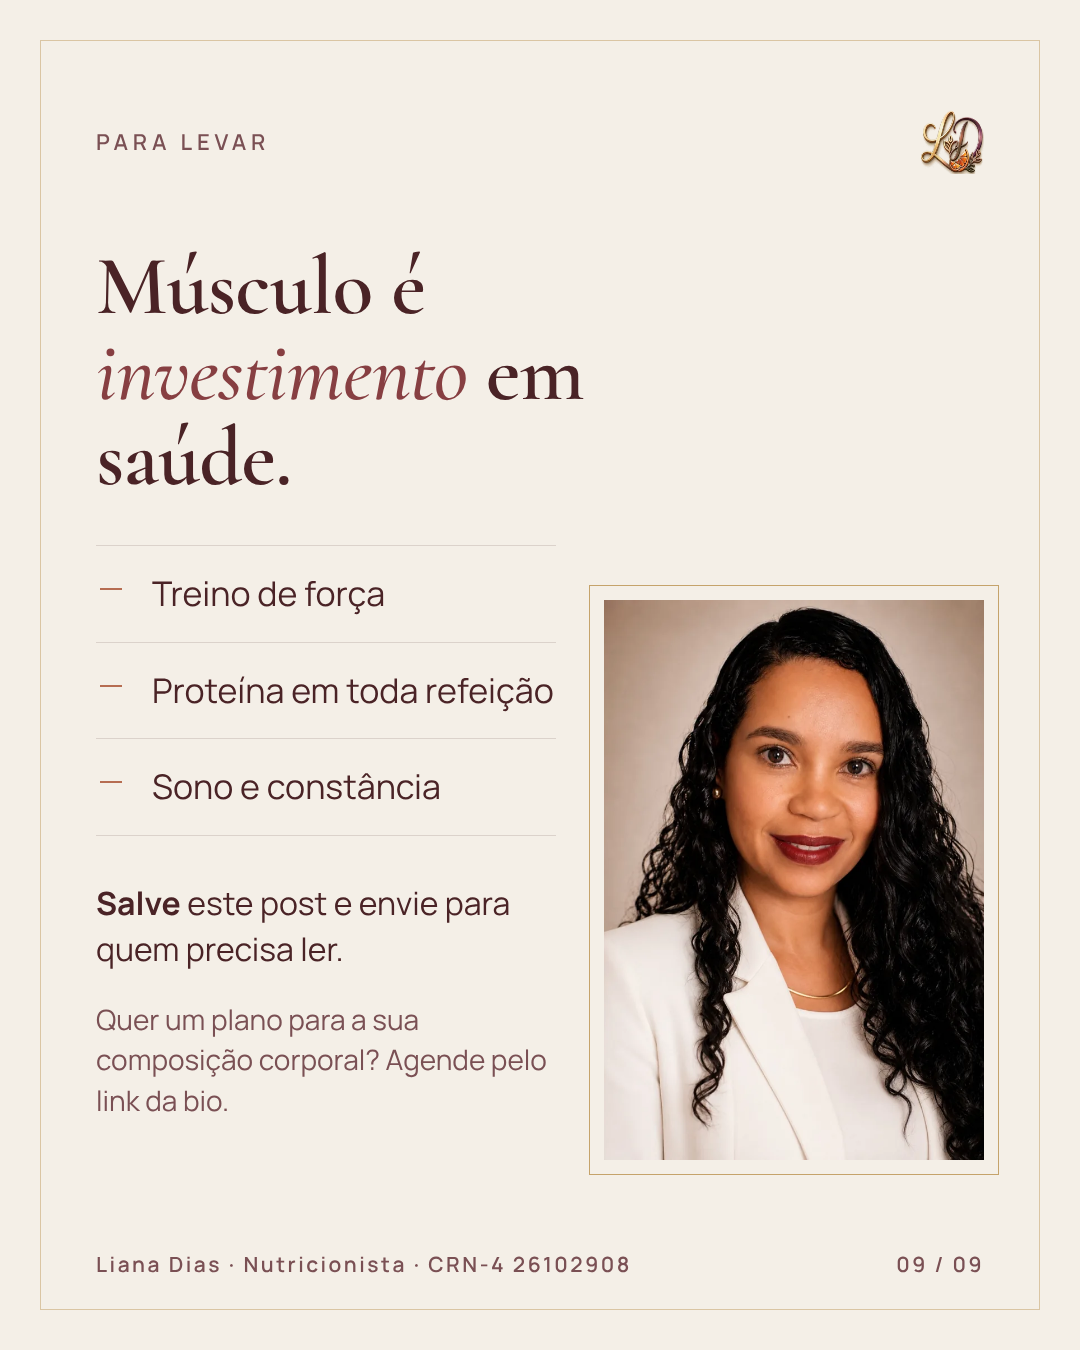 PARA LEVAR
LD
Músculo é
investimento em
saúde.
Treino de força
Proteína em toda refeição
Sono e constância
Salve este post e envie para
quem precisa ler.
Quer um plano para a sua
composição corporal? Agende pelo
link da bio.
Liana Dias · Nutricionista · CRN-4 26102908
09 / 09